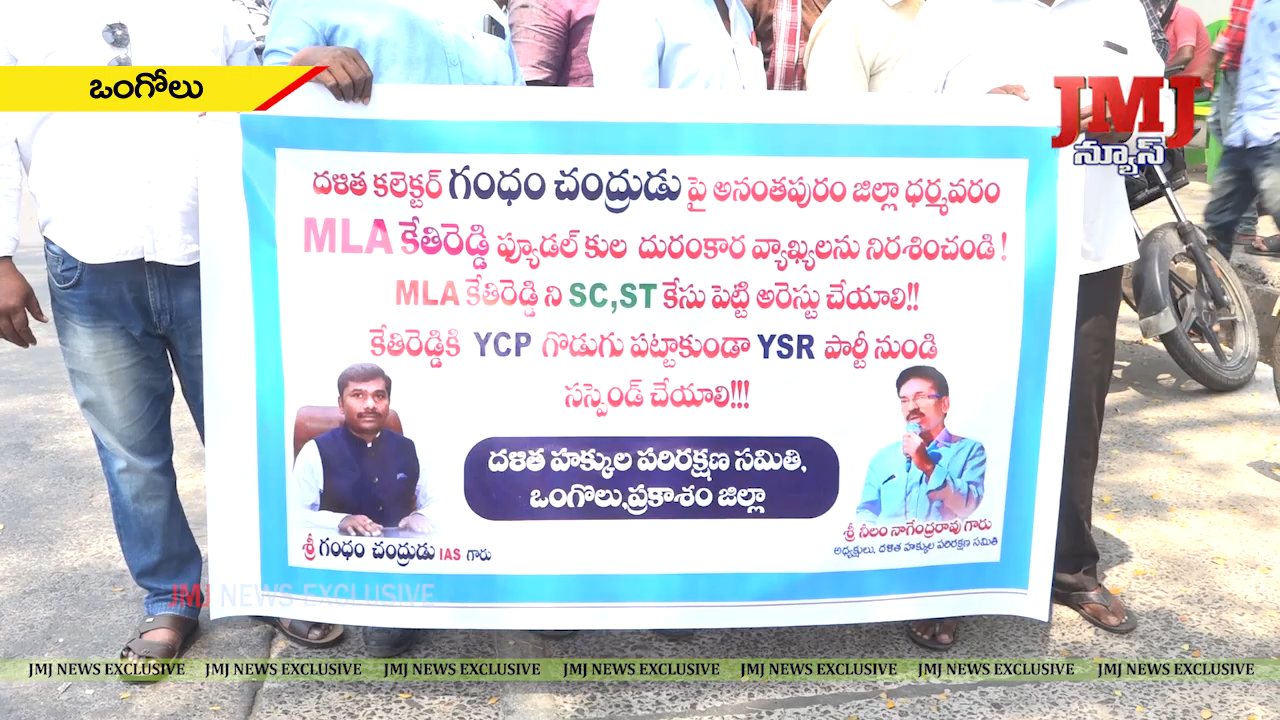 ఒంగోలు
JMJ
న్యూస్
దళిత కలెక్టర్ గంధం చంద్రుడు పై అనంతపురం జిల్లా ధర్మవరం
MLA కేతిరెడ్డి ఫ్యూడల్ కుల దురంకార వ్యాఖ్యలను నిరశించండి !
MLA కేతిరెడ్డి ని SC,ST కేసు పెట్టి అరెస్టు చేయాలి!!
కేతిరెడ్డికి YCP గొడుగు పట్టాకుండా YSR పార్టీ నుండి
సస్పెండ్ చేయాలి!!!
దళిత హక్కుల పరిరక్షణ సమితి,
ఒంగొలు,ప్రకాశం జిల్లా
శ్రీ గంధం చంద్రుడు IAS గారు
శ్రీ నీలం నాగేంద్రరావు గారు
అధ్యక్షులు, దళిత హక్కుల పరిరక్షణ సమితి
JMJ NEWS EXCLUSIVE
JMJ NEWS EXCLUSIVE JMJ NEWS EXCLUSIVE JMJ NEWS EXCLUSIVE JMJ NEWS EXCLUSIVE JMJ NEWS EXCLUSIVE JMJ NEWS EXCLUSIVE JMJ NEWS EXCLUSIVE